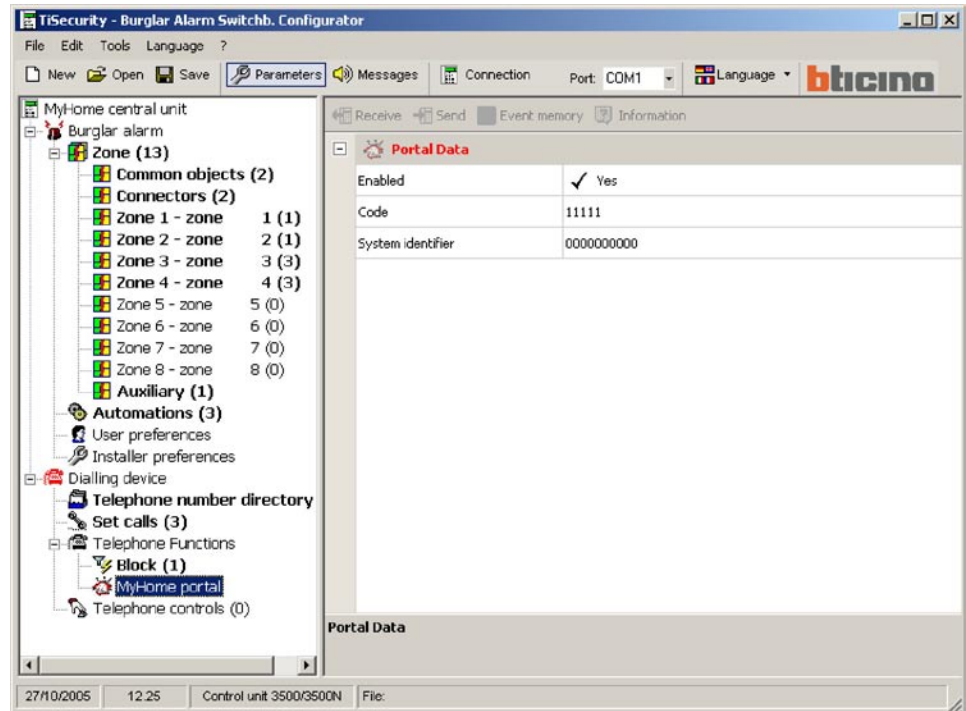 TiSecurity - Burglar Alarm Switchb. Configurator
File Edit Tools Language ?
New Open Save Parameters Messages Connection Port: COM1 Language bticino
MyHome central unit
Burglar alarm
Zone (13)
Common objects (2)
Connectors (2)
Zone 1 - zone 1 (1)
Zone 2 - zone 2 (1)
Zone 3 - zone 3 (3)
Zone 4 - zone 4 (3)
Zone 5 - zone 5 (0)
Zone 6 - zone 6 (0)
Zone 7 - zone 7 (0)
Zone 8 - zone 8 (0)
Auxiliary (1)
Automations (3)
User preferences
Installer preferences
Dialling device
Telephone number directory
Set calls (3)
Telephone Functions
Block (1)
MyHome portal
Telephone controls (0)
Receive Send Event memory Information
Portal Data
Enabled Yes
Code 11111
System identifier 0000000000
Portal Data
27/10/2005 12.25 Control unit 3500/3500N File: